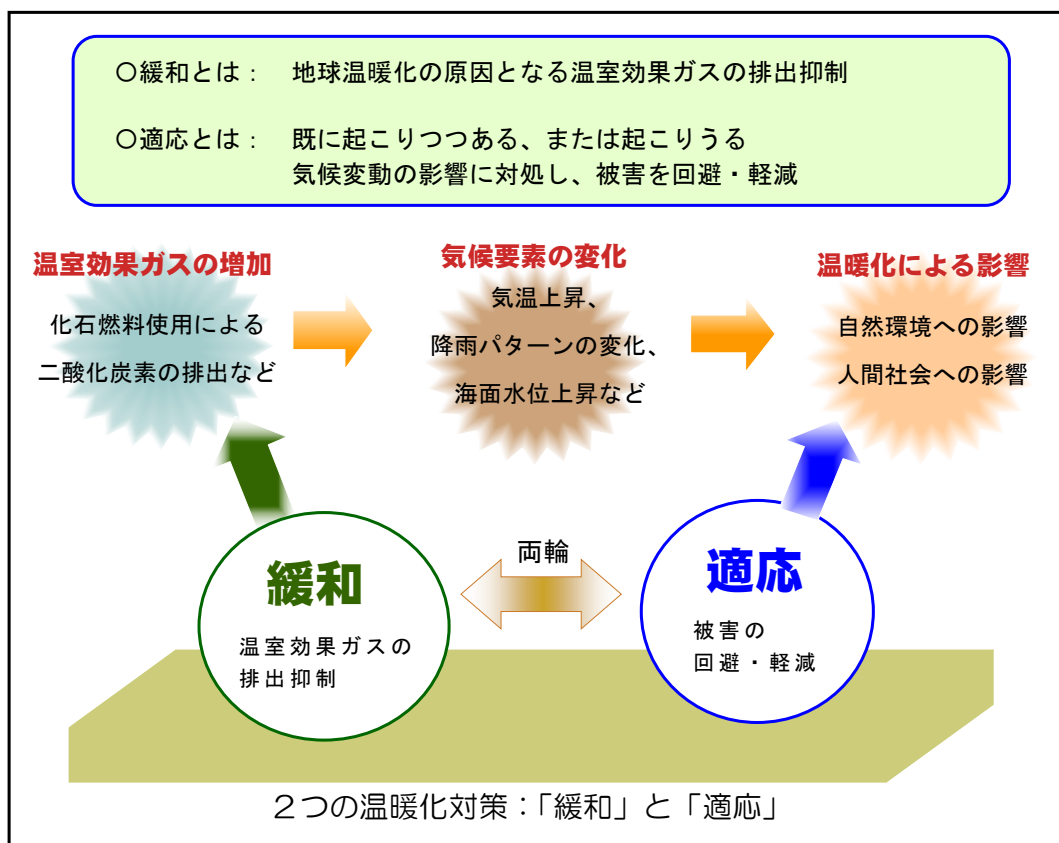 〇緩和とは： 地球温暖化の原因となる温室効果ガスの排出抑制
〇適応とは： 既に起こりつつある、または起こりうる
気候変動の影響に対処し、被害を回避・軽減
温室効果ガスの増加
化石燃料使用による
二酸化炭素の排出など
気候要素の変化
気温上昇、
降雨パターンの変化、
海面水位上昇など
温暖化による影響
自然環境への影響
人間社会への影響
緩和
温室効果ガスの
排出抑制
両輪
適応
被害の
回避・軽減
２つの温暖化対策：「緩和」と「適応」